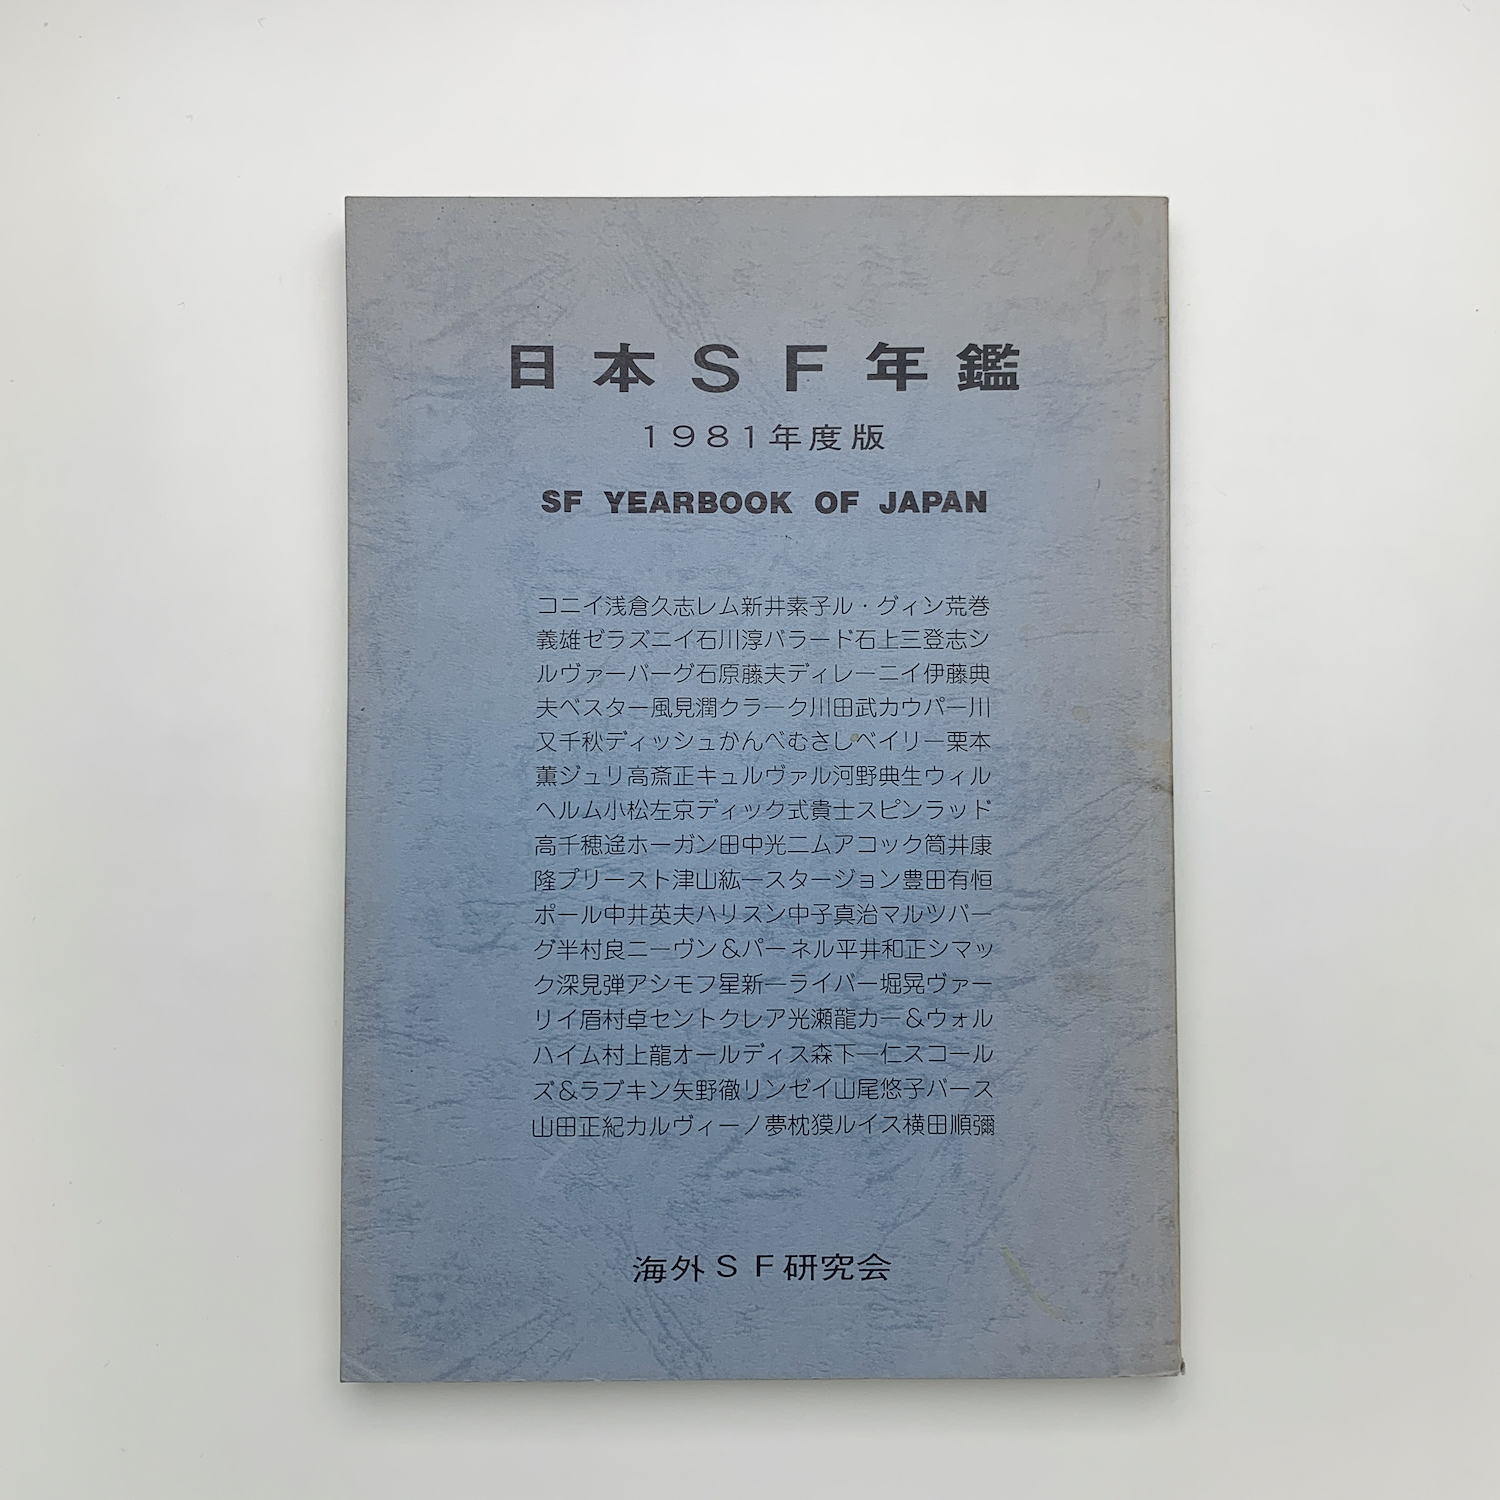 日本SF年鑑
1981年度版
SF YEARBOOK OF JAPAN
コニイ浅倉久志レム新井素子ル・グィン荒巻
義雄ゼラズニイ石川淳バラード石上三登志シ
ルヴァーバーグ石原藤夫ディレーニイ伊藤典
夫ベスター風見潤クラーク川田武カウパー川
又千秋ディッシュかんべむさしベイリー栗本
薫ジュリ高斎正キュルヴァル河野典生ウィル
ヘルム小松左京ディック式貴士スピンラッド
高千穂遙ホーガン田中光二ムアコック筒井康
隆プリースト津山紘一スタージョン豊田有恒
ポール中井英夫ハリスン中子真治マルツバー
グ半村良ニーヴン&パーネル平井和正シマッ
ク深見弾アシモフ星新一ライバー堀晃ヴァー
リイ眉村卓セントクレア光瀬龍カー&ウォル
ハイム村上龍オールディス森下一仁スコール
ズ&ラブキン矢野徹リンゼイ山尾悠子バース
山田正紀カルヴィーノ夢枕獏ルイス横田順彌
海外SF研究会